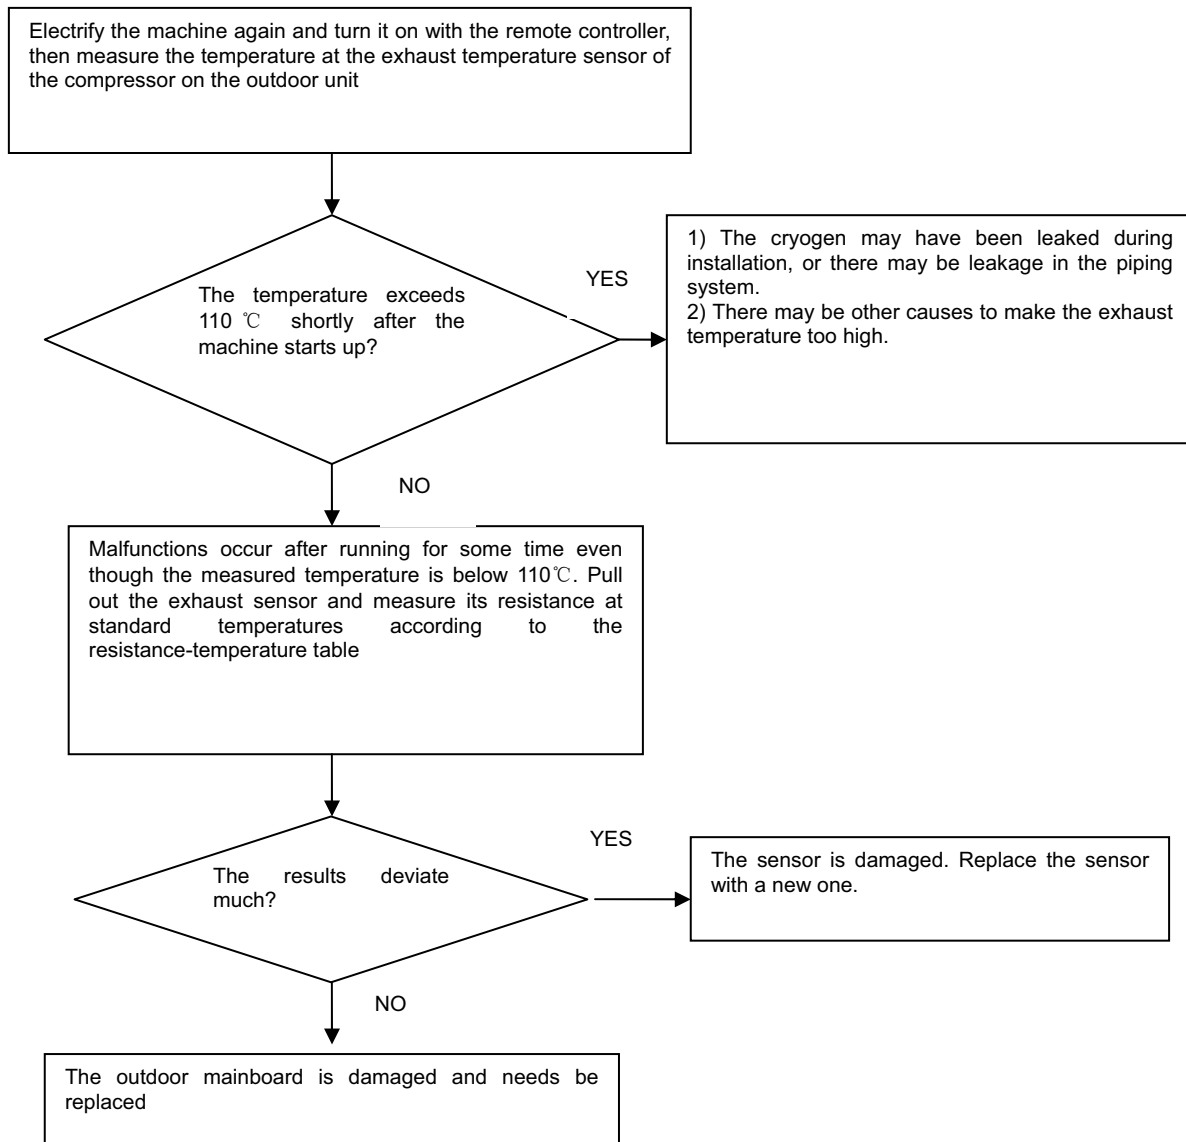 Electrify the machine again and turn it on with the remote controller,
then measure the temperature at the exhaust temperature sensor of
the compressor on the outdoor unit
The temperature exceeds
110 ℃ shortly after the
machine starts up?
YES
1) The cryogen may have been leaked during
installation, or there may be leakage in the piping
system.
2) There may be other causes to make the exhaust
temperature too high.
NO
Malfunctions occur after running for some time even
though the measured temperature is below 110℃. Pull
out the exhaust sensor and measure its resistance at
standard temperatures according to the
resistance-temperature table
The results deviate
much?
YES
The sensor is damaged. Replace the sensor
with a new one.
NO
The outdoor mainboard is damaged and needs be
replaced